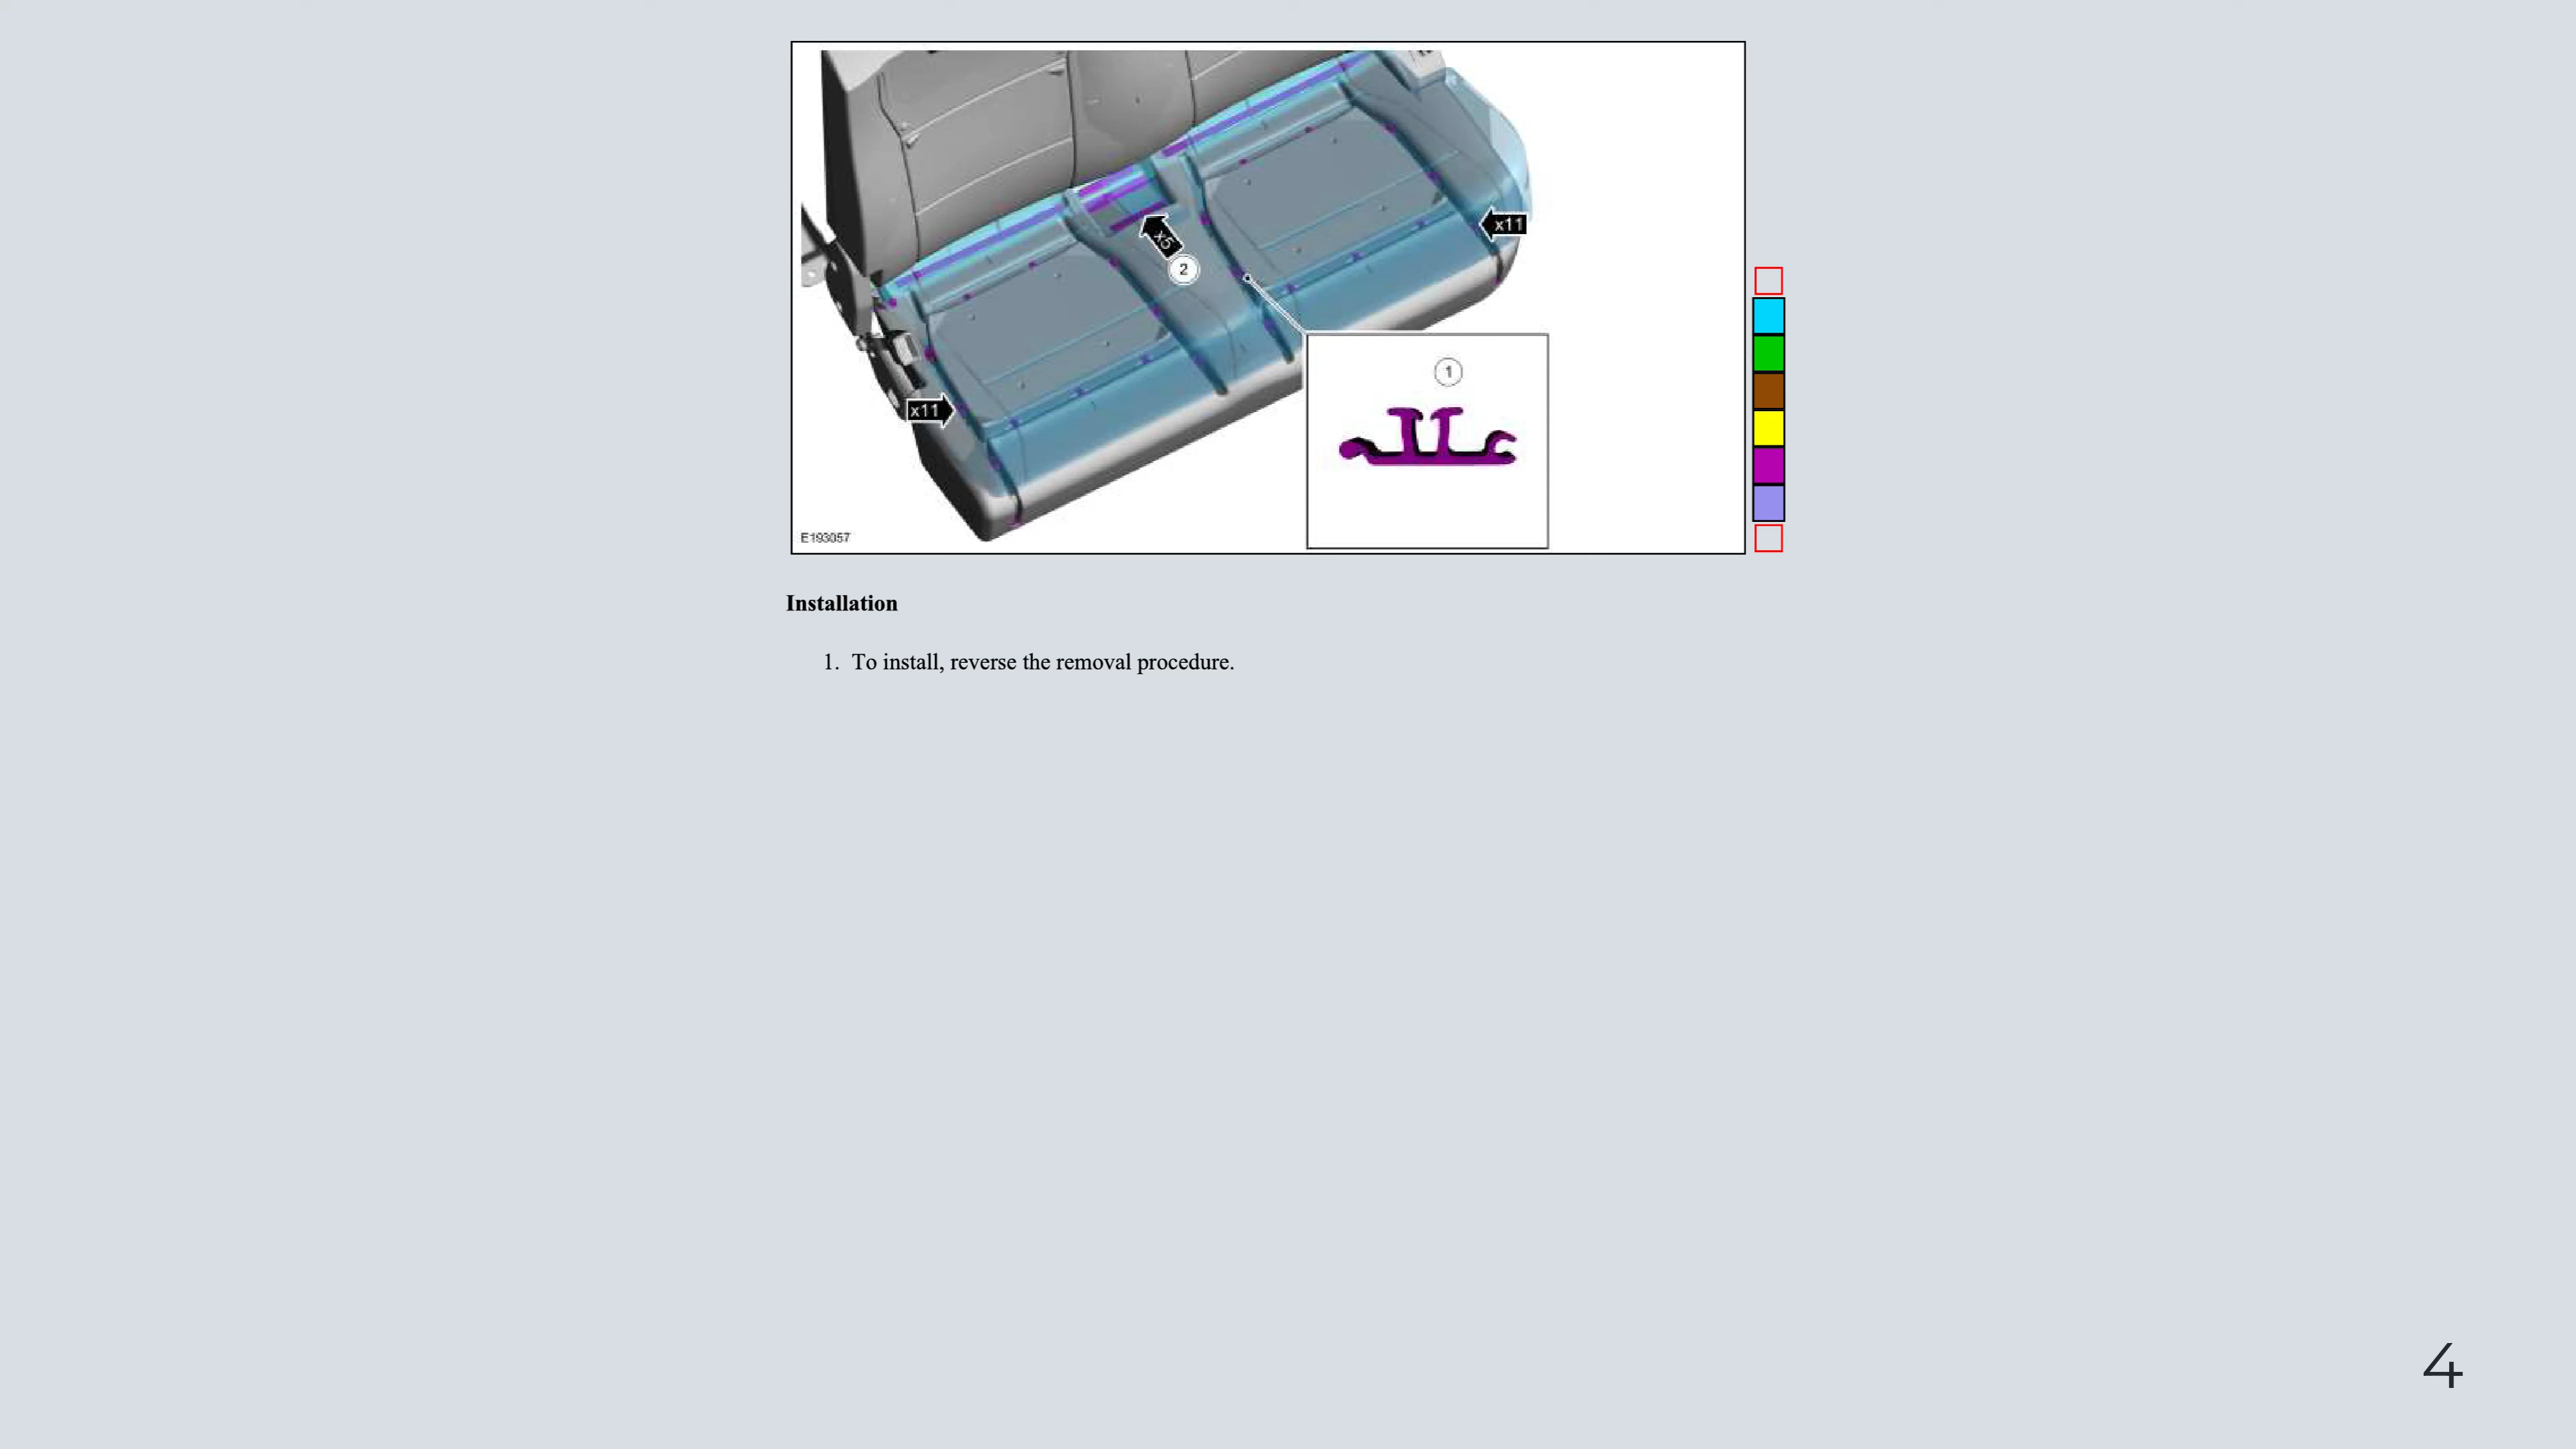 x5
2
x11
x11
1
E193057
Installation
1. To install, reverse the removal procedure.
4